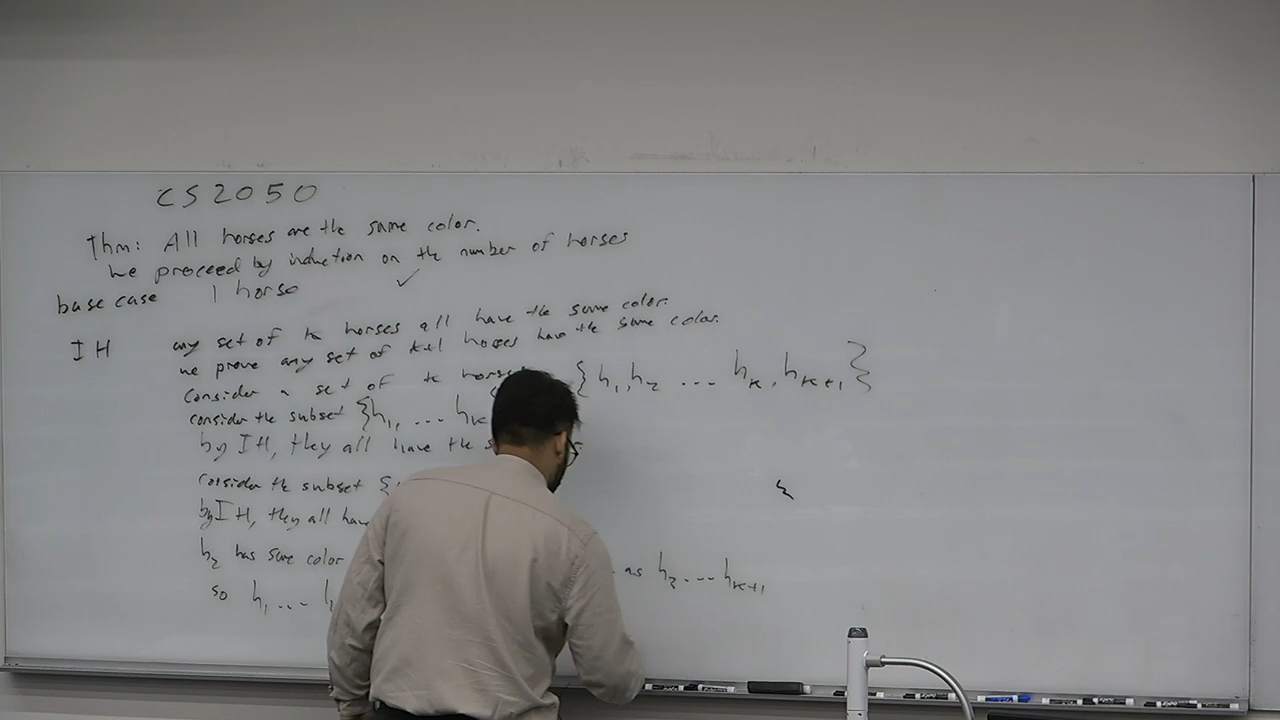 CS2050
Thm: All horses are the same color.
We proceed by induction on the number of horses
base case 1 horse ✓
IH any set of k horses all have the same color.
we prove any set of k+1 horses have the same color.
Consider a set of k horses {h₁, h₂ ... hₖ, hₖ₊₁}
consider the subset {h₁, ... hₖ
by IH, they all have the
consider the subset {
by IH, they all have
h₂ has same color as h₂ ... hₖ₊₁
so h₁ ...